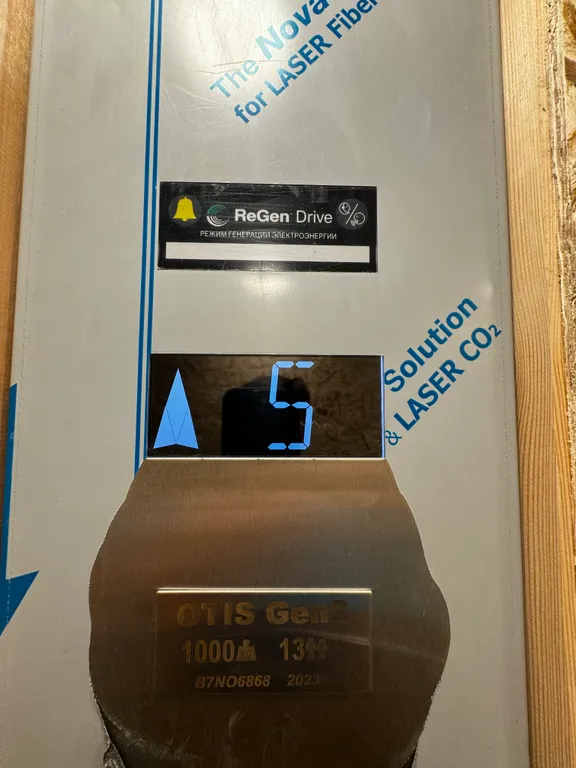 The Nova
for LASER Fiber
ReGen Drive
РЕЖИМ ГЕНЕРАЦИИ ЭЛЕКТРОЭНЕРГИИ
Solution
& LASER CO₂
5
OTIS Gen2
1000 KG 13
B7NO6868 2023